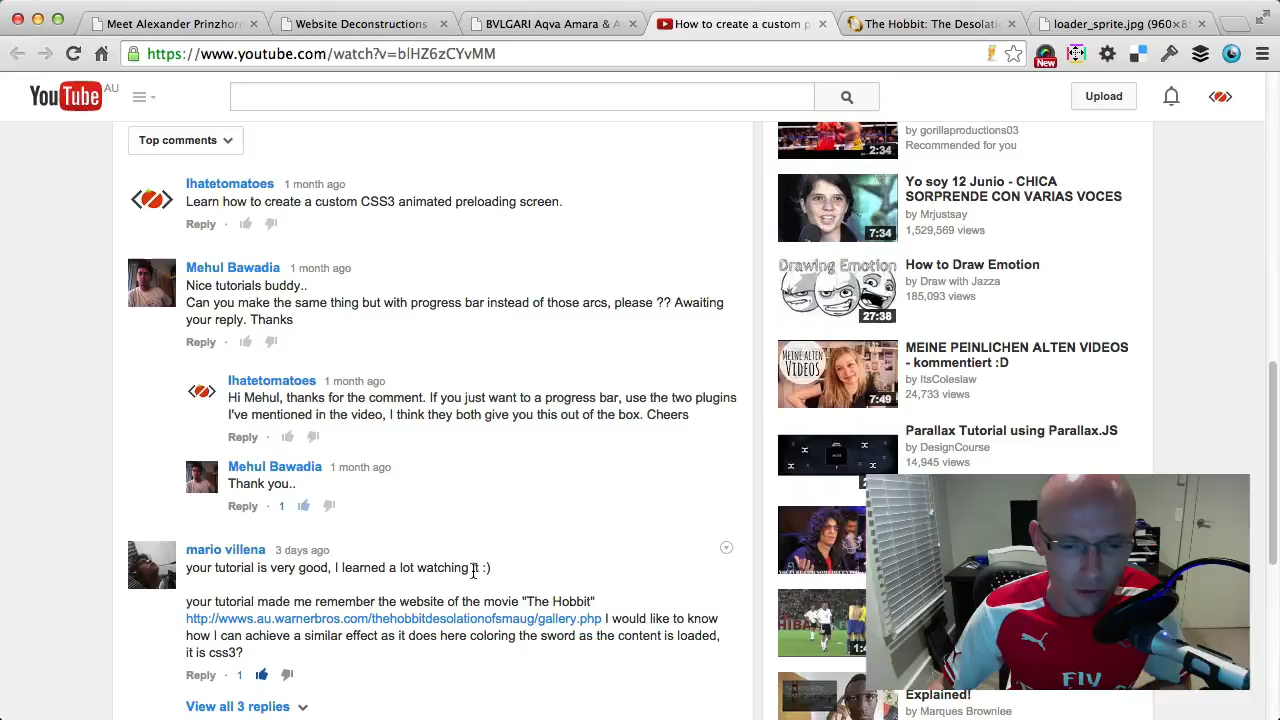 Meet Alexander Prinzhorn
Website Deconstructions
BVLGARI Aqva Amara & A
How to create a custom p
The Hobbit: The Desolation
loader_sprite.jpg (960×85
https://www.youtube.com/watch?v=blHZ6zCYvMM
New
YouTube AU
Upload
Top comments
Ihatetomatoes 1 month ago
Learn how to create a custom CSS3 animated preloading screen.
Reply ·
Mehul Bawadia 1 month ago
Nice tutorials buddy..
Can you make the same thing but with progress bar instead of those arcs, please ?? Awaiting
your reply. Thanks
Reply ·
Ihatetomatoes 1 month ago
Hi Mehul, thanks for the comment. If you just want to a progress bar, use the two plugins
I've mentioned in the video, I think they both give you this out of the box. Cheers
Reply ·
Mehul Bawadia 1 month ago
Thank you..
Reply · 1
mario villena 3 days ago
your tutorial is very good, I learned a lot watching it :)
your tutorial made me remember the website of the movie "The Hobbit"
http://wwws.au.warnerbros.com/thehobbitdesolationofsmaug/gallery.php I would like to know
how I can achieve a similar effect as it does here coloring the sword as the content is loaded,
it is css3?
Reply · 1
View all 3 replies
by gorillaproductions03
Recommended for you
2:34
Yo soy 12 Junio - CHICA
SORPRENDE CON VARIAS VOCES
by Mrjustsay
1,529,569 views
7:34
Drawing Emotion
How to Draw Emotion
by Draw with Jazza
185,093 views
27:38
MEINE ALTEN
VIDEOS
MEINE PEINLICHEN ALTEN VIDEOS
- kommentiert :D
by ItsColeslaw
24,733 views
7:49
Parallax Tutorial using Parallax.JS
by DesignCourse
14,945 views
Explained!
by Marques Brownlee